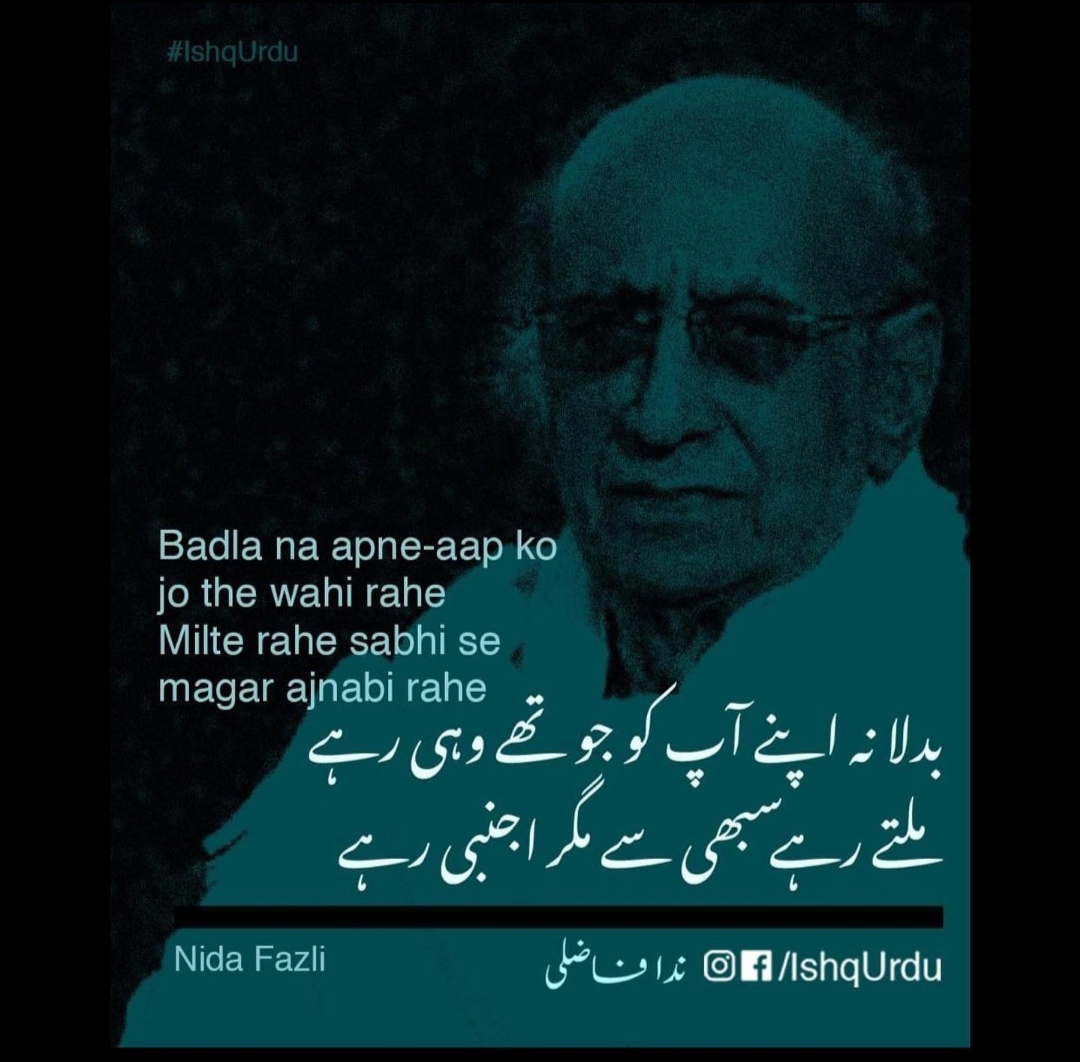 #IshqUrdu
Badla na apne-aap ko
jo the wahi rahe
Milte rahe sabhi se
magar ajnabi rahe
بدلا نہ اپنے آپ کو جو تھے وہی رہے
ملتے رہے سبھی سے مگر اجنبی رہے
Nida Fazli
ندا فاضلی
/IshqUrdu